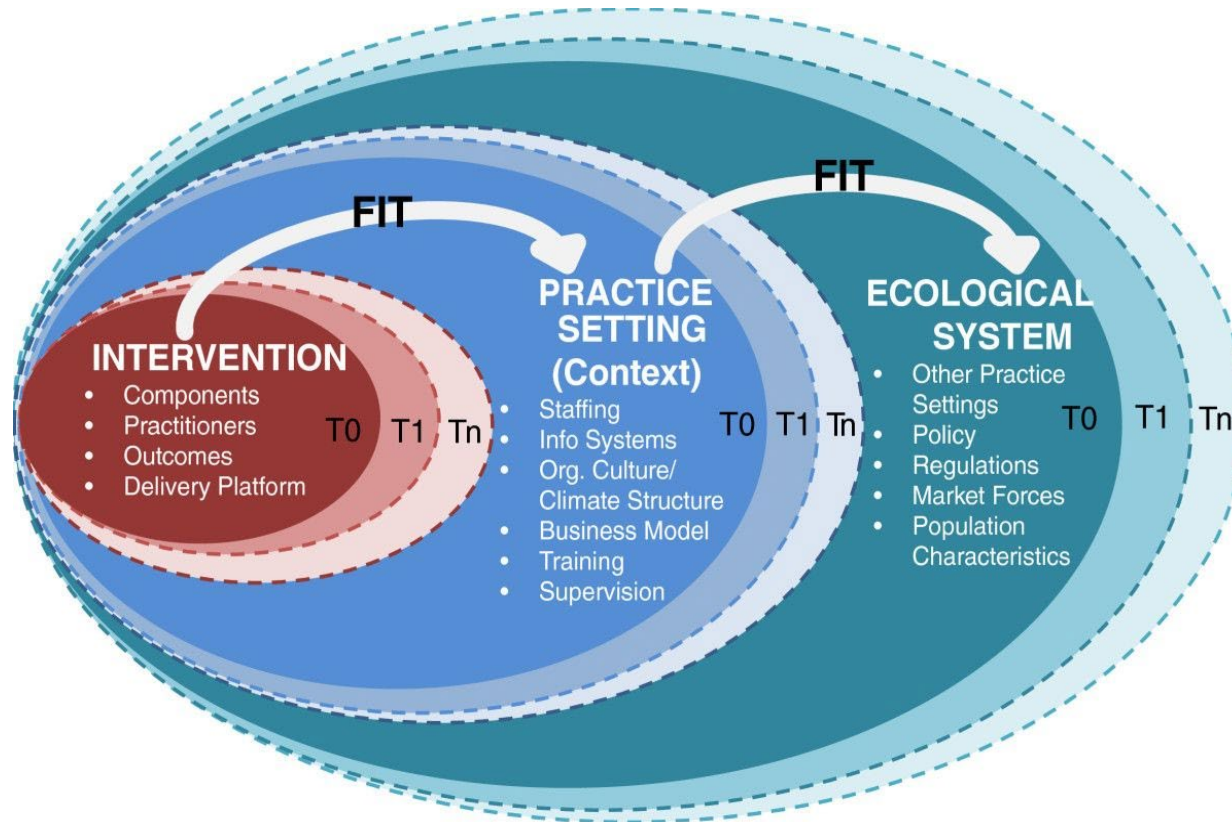 FIT
INTERVENTION
• Components
• Practitioners
• Outcomes
• Delivery Platform
T0 T1 Tn
FIT
PRACTICE
SETTING
(Context)
• Staffing
• Info Systems
• Org. Culture/
Climate Structure
• Business Model
• Training
• Supervision
T0 T1 Tn
ECOLOGICAL
SYSTEM
• Other Practice
Settings
• Policy
• Regulations
• Market Forces
• Population
Characteristics
T0 T1 Tn